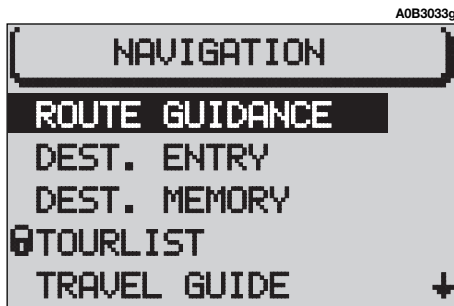 A0B3033g
NAVIGATION
ROUTE GUIDANCE
DEST. ENTRY
DEST. MEMORY
TOURLIST
TRAVEL GUIDE